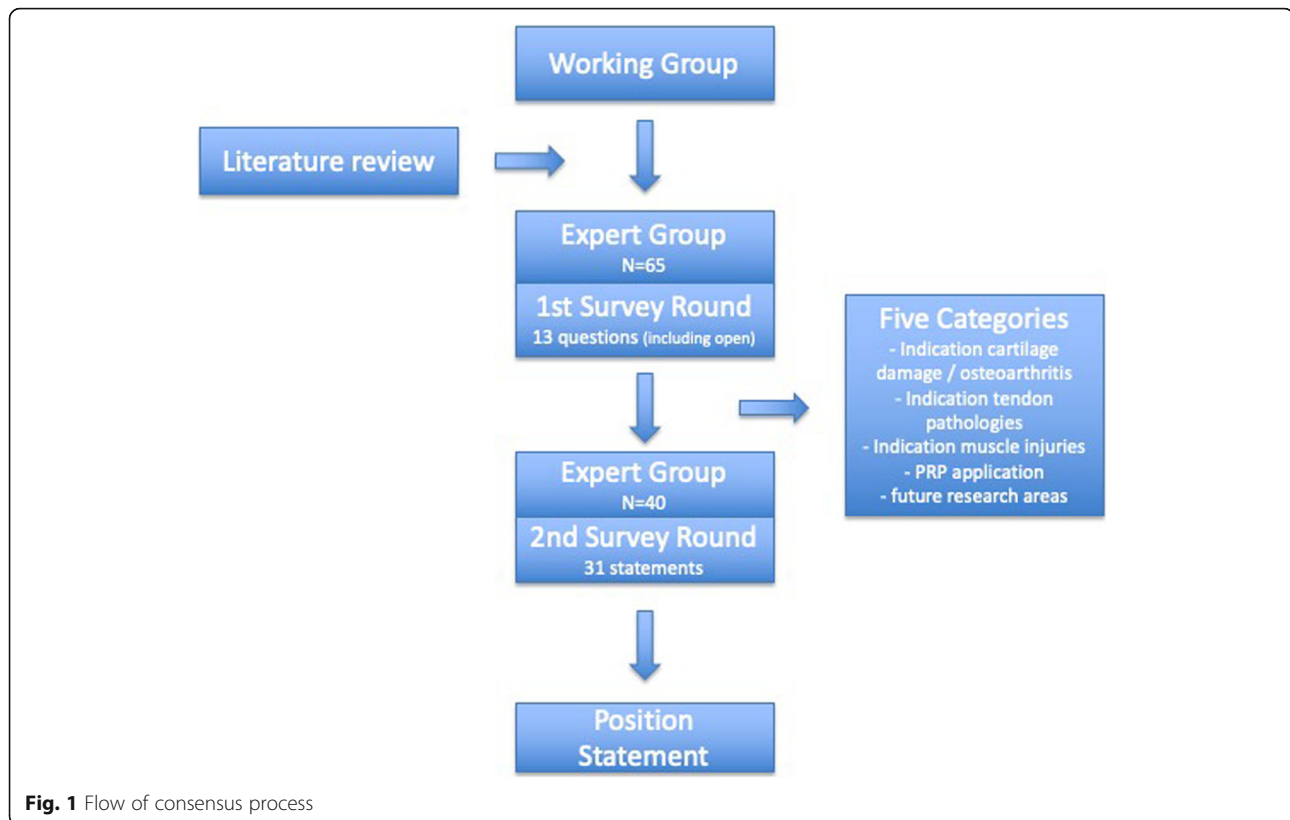 Working Group
Literature review
Expert Group
N=65
1st Survey Round
13 questions (including open)
Five Categories
- Indication cartilage
damage / osteoarthritis
- Indication tendon
pathologies
- Indication muscle injuries
- PRP application
- future research areas
Expert Group
N=40
2nd Survey Round
31 statements
Position
Statement
Fig. 1 Flow of consensus process